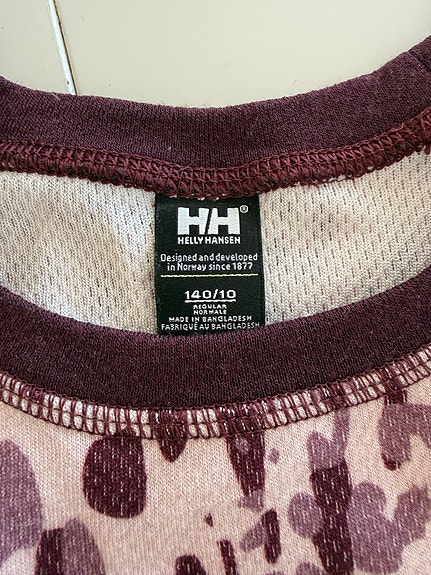 H/H®
HELLY HANSEN
Designed and developed
in Norway since 1877
140/10
REGULAR
NORMALE
MADE IN BANGLADESH
FABRIQUÉ AU BANGLADESH